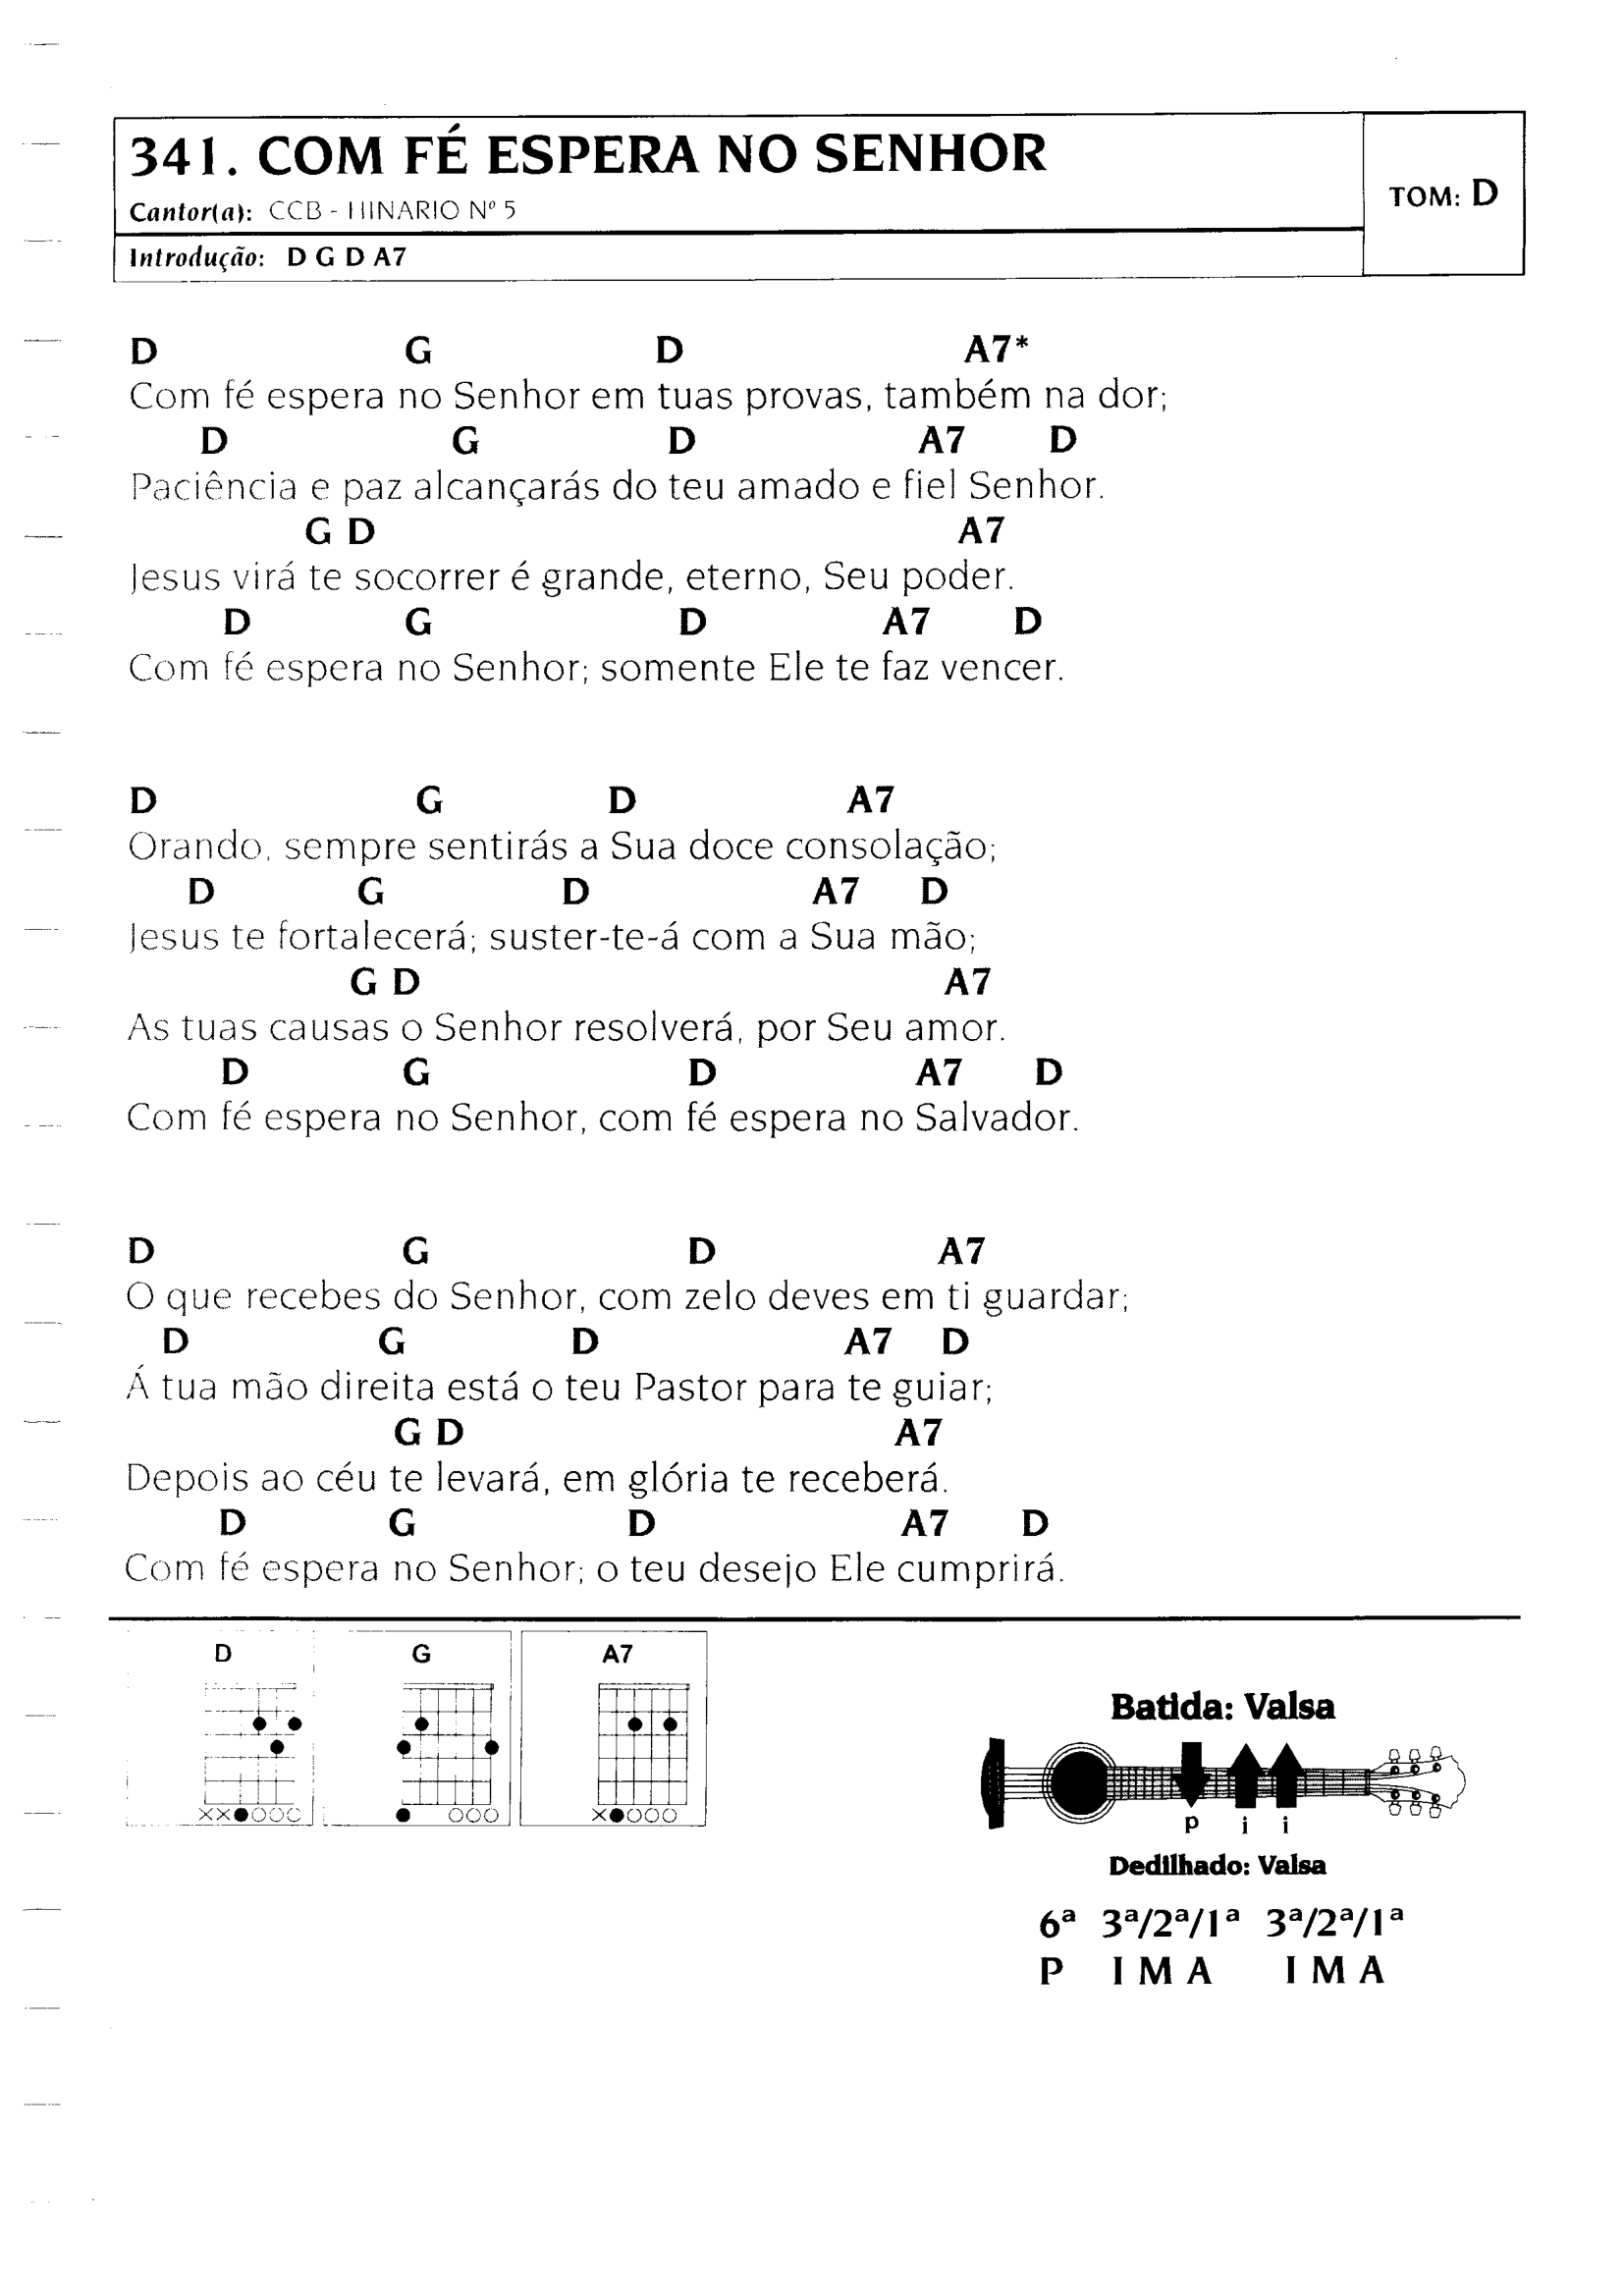 341. COM FÉ ESPERA NO SENHOR
Cantor(a): CCB - HINARIO Nº 5
TOM: D
Introdução: D G D A7
D G D A7*
Com fé espera no Senhor em tuas provas, também na dor;
D G D A7 D
Paciência e paz alcançarás do teu amado e fiel Senhor.
G D A7
Jesus virá te socorrer é grande, eterno, Seu poder.
D G D A7 D
Com fé espera no Senhor; somente Ele te faz vencer.
D G D A7
Orando, sempre sentirás a Sua doce consolação;
D G D A7 D
Jesus te fortalecerá; suster-te-á com a Sua mão;
G D A7
As tuas causas o Senhor resolverá, por Seu amor.
D G D A7 D
Com fé espera no Senhor, com fé espera no Salvador.
D G D A7
O que recebes do Senhor, com zelo deves em ti guardar;
D G D A7 D
Á tua mão direita está o teu Pastor para te guiar;
G D A7
Depois ao céu te levará, em glória te receberá.
D G D A7 D
Com fé espera no Senhor; o teu desejo Ele cumprirá.
D G A7
Batida: Valsa
p i i
Dedilhado: Valsa
6ª 3ª/2ª/1ª 3ª/2ª/1ª
P I M A I M A